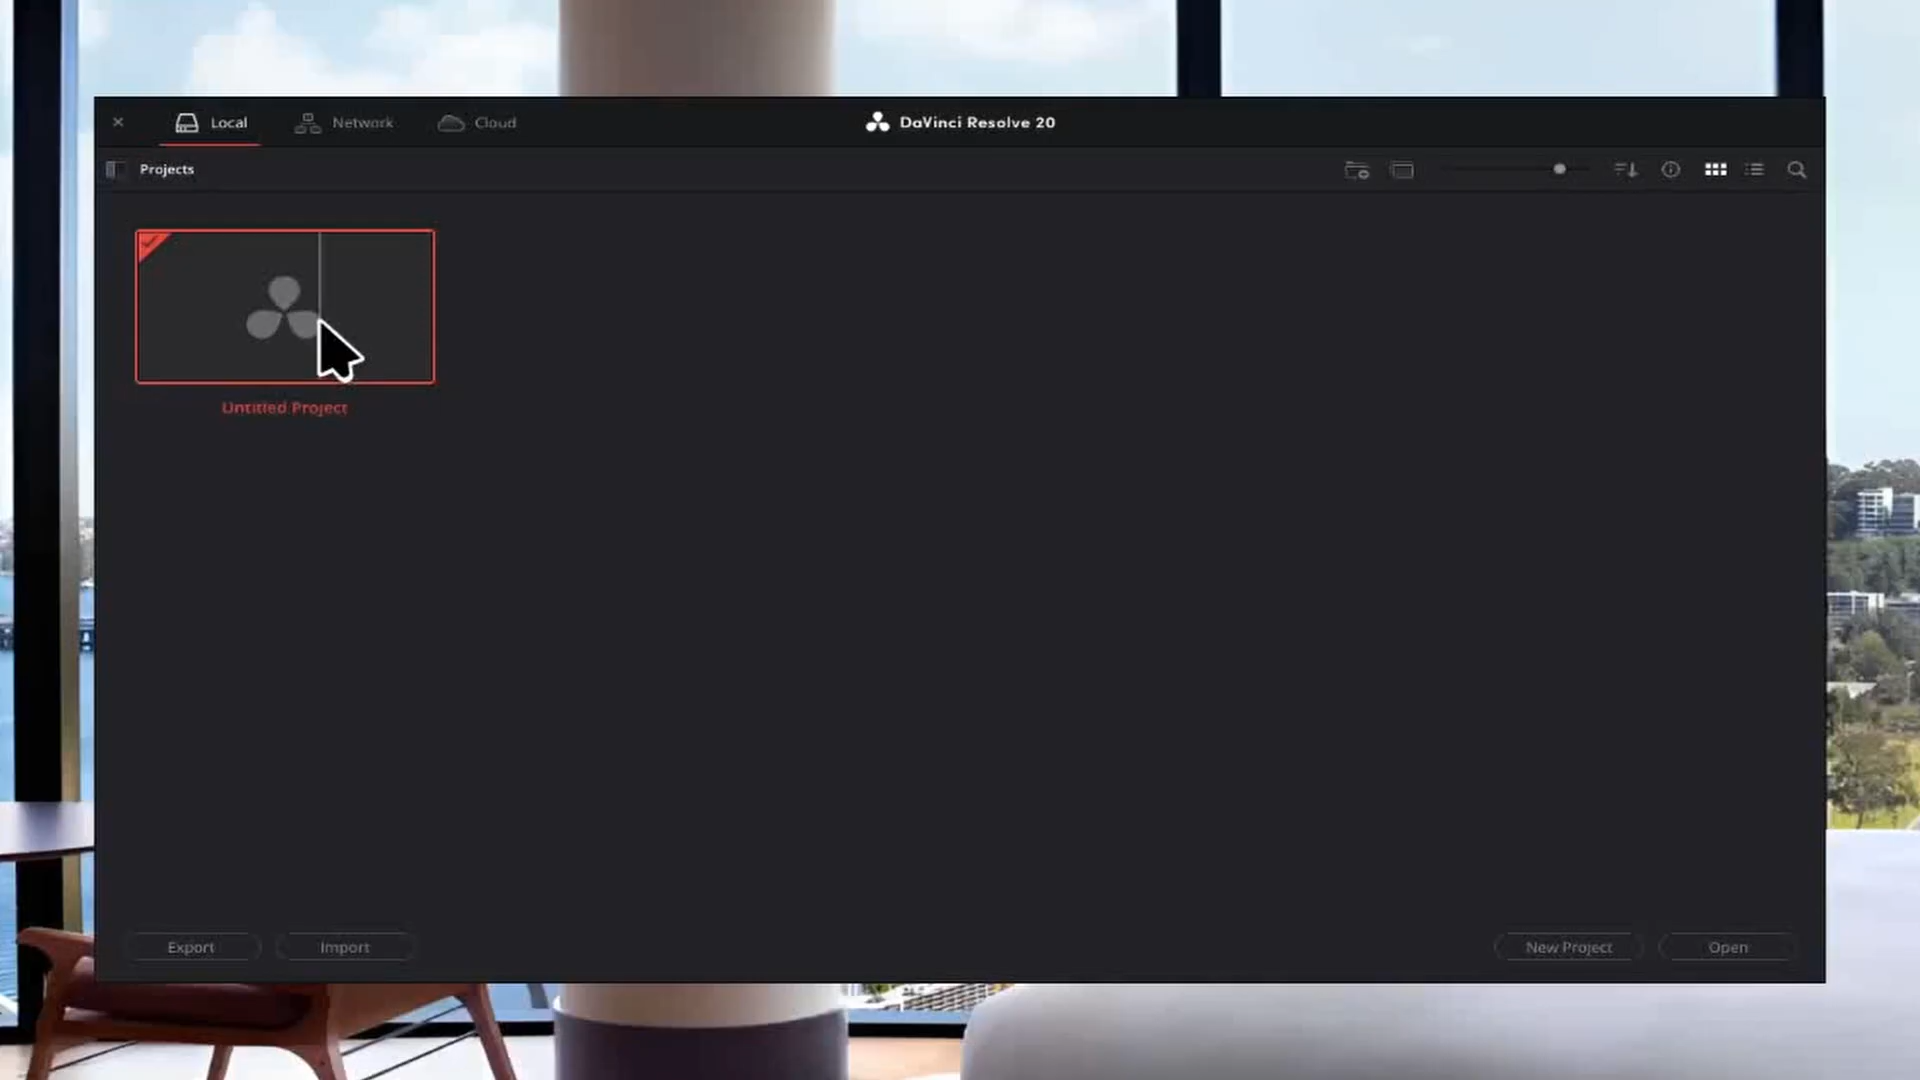 Local
Network
Cloud
DaVinci Resolve 20
Projects
Untitled Project
Export
Import
New Project
Open